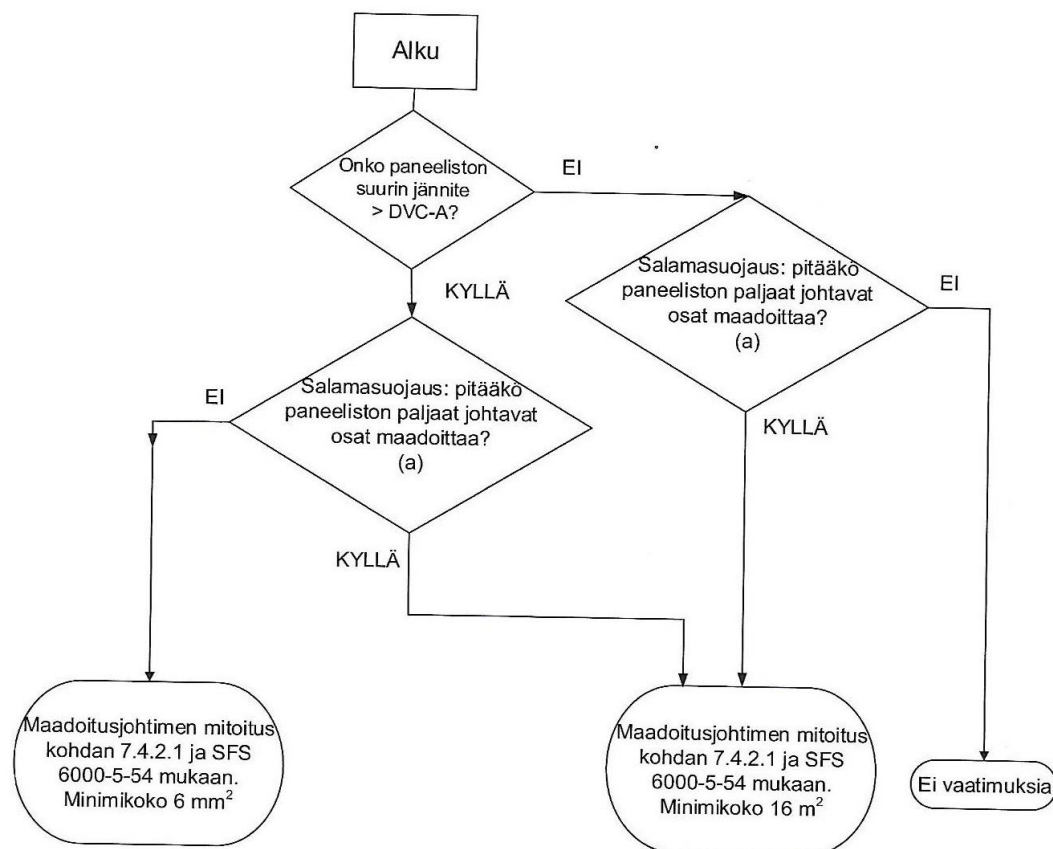 Alku
Onko paneeliston
suurin jännite
> DVC-A?
EI
KYLLÄ
Salamasuojaus: pitääkö
paneeliston paljaat johtavat
osat maadoittaa?
(a)
EI
KYLLÄ
EI
Salamasuojaus: pitääkö
paneeliston paljaat johtavat
osat maadoittaa?
(a)
KYLLÄ
Maadoitusjohtimen mitoitus
kohdan 7.4.2.1 ja SFS
6000-5-54 mukaan.
Minimikoko 6 mm²
Maadoitusjohtimen mitoitus
kohdan 7.4.2.1 ja SFS
6000-5-54 mukaan.
Minimikoko 16 m²
Ei vaatimuksia